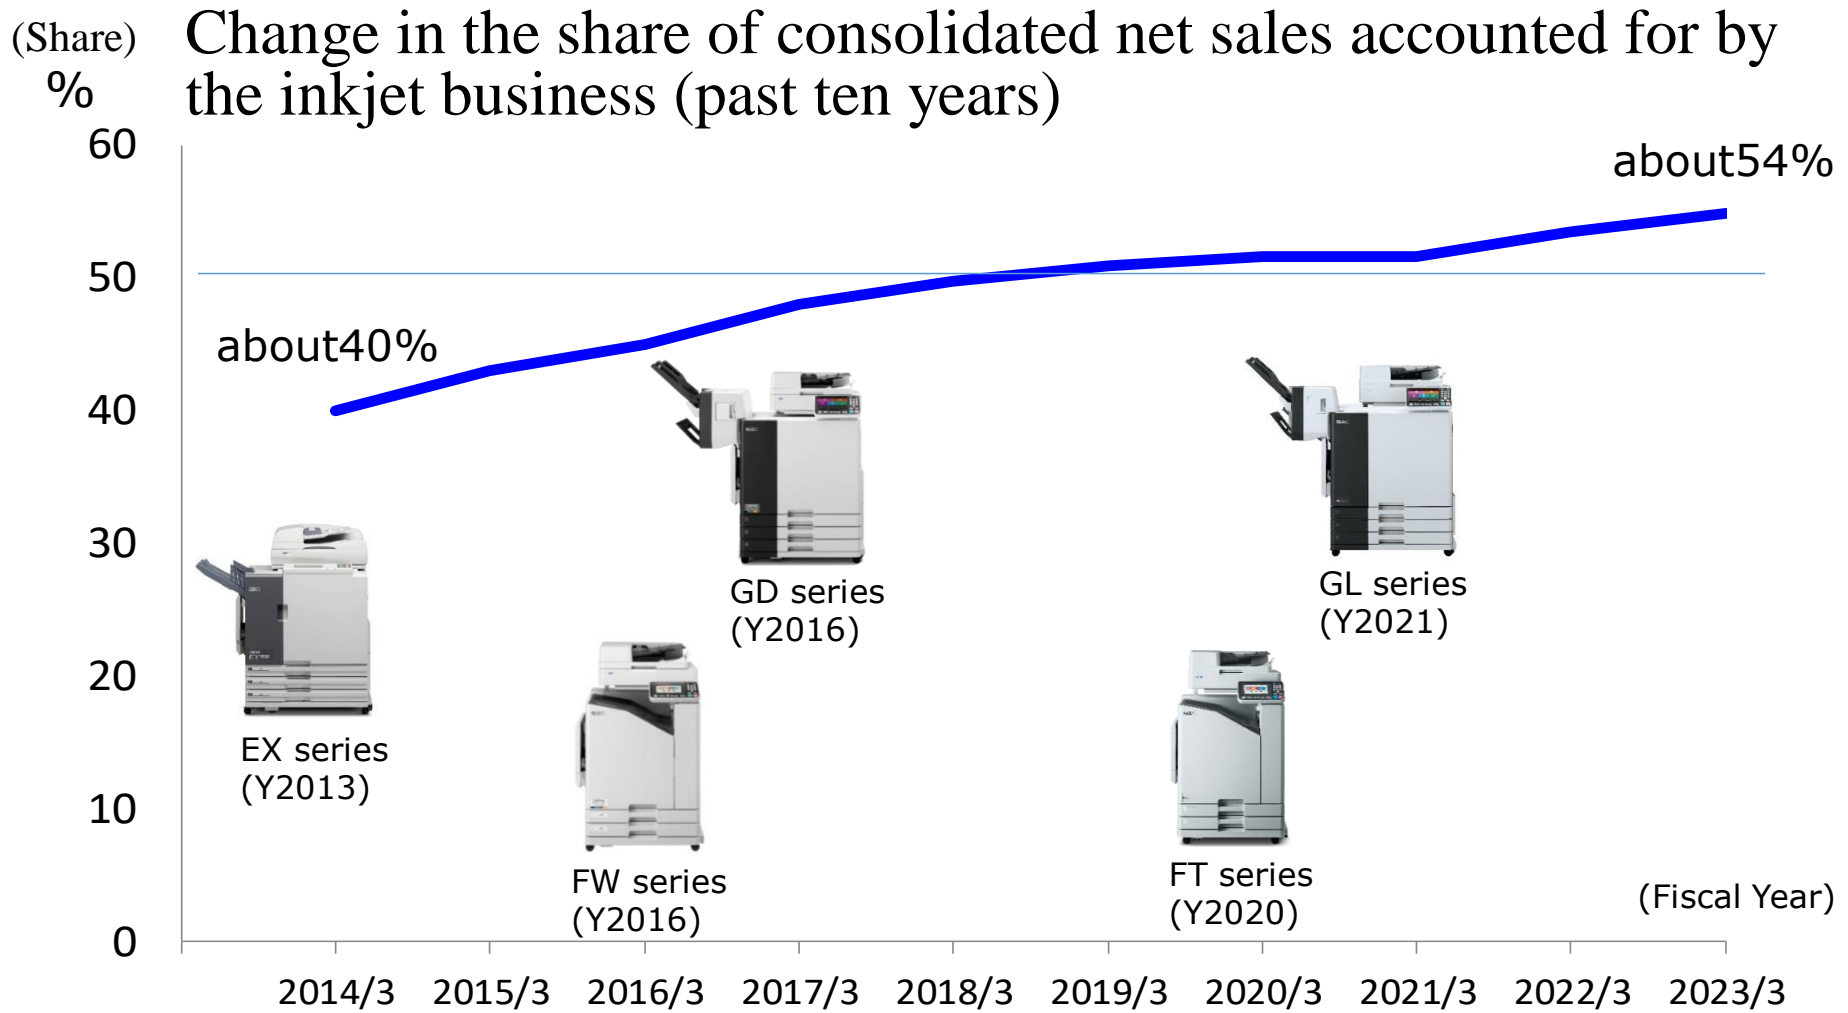 (Share)
%
Change in the share of consolidated net sales accounted for by
the inkjet business (past ten years)
60
50
40
30
20
10
0
about40%
about54%
EX series
(Y2013)
FW series
(Y2016)
GD series
(Y2016)
FT series
(Y2020)
GL series
(Y2021)
(Fiscal Year)
2014/3 2015/3 2016/3 2017/3 2018/3 2019/3 2020/3 2021/3 2022/3 2023/3